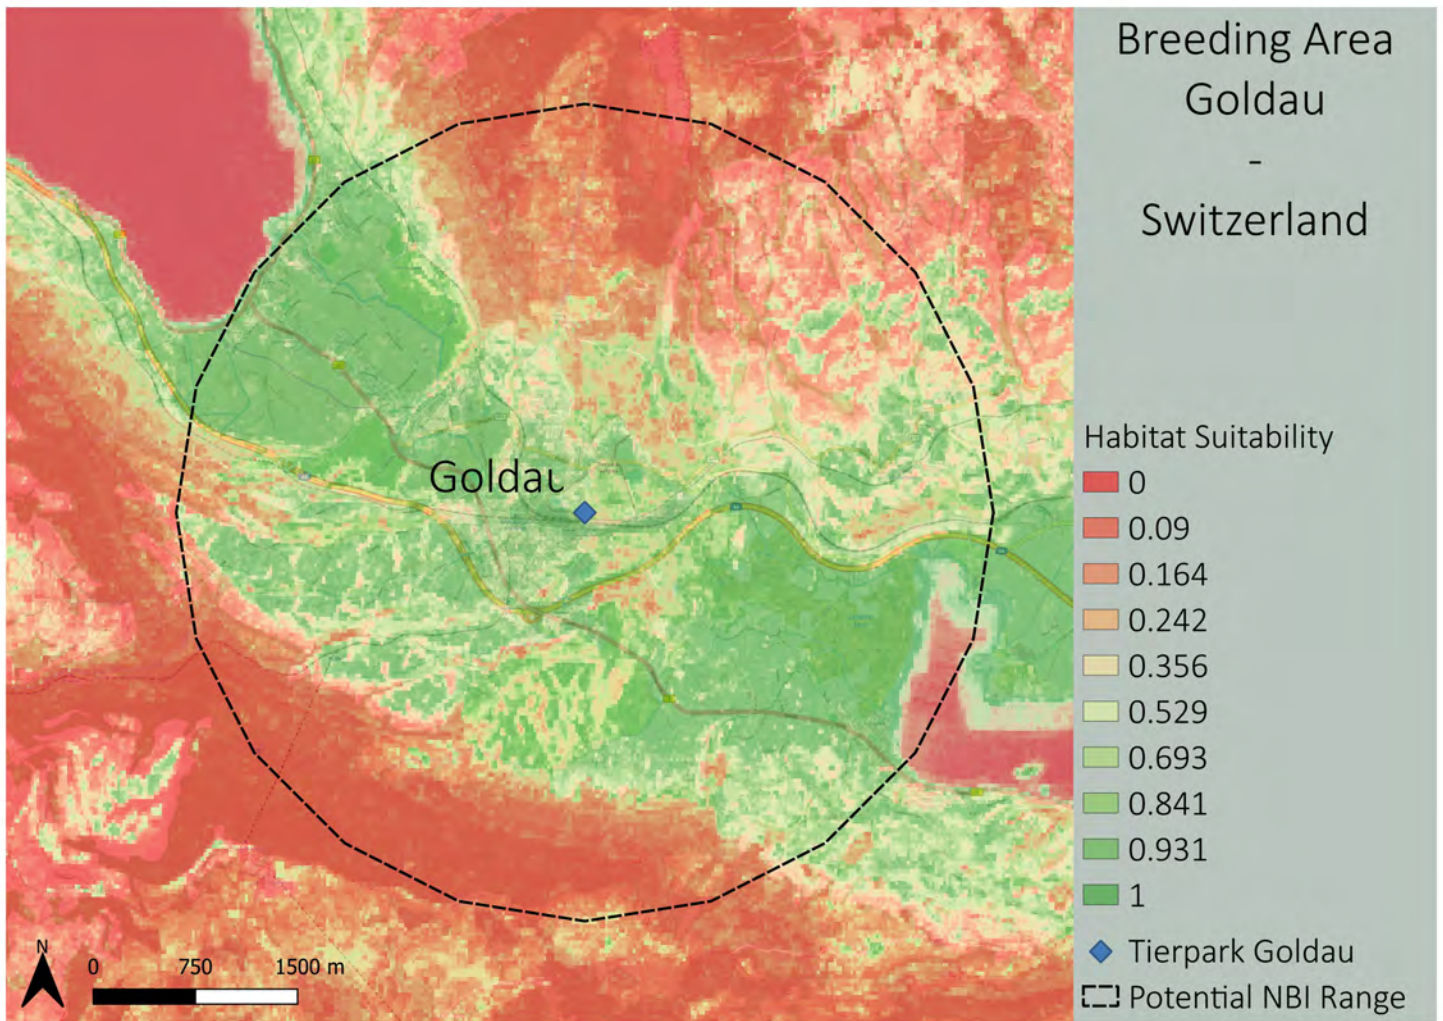 Breeding Area
Goldau
-
Switzerland
Goldau
Habitat Suitability
0
0.09
0.164
0.242
0.356
0.529
0.693
0.841
0.931
1
Tierpark Goldau
Potential NBI Range
N
0 750 1500 m